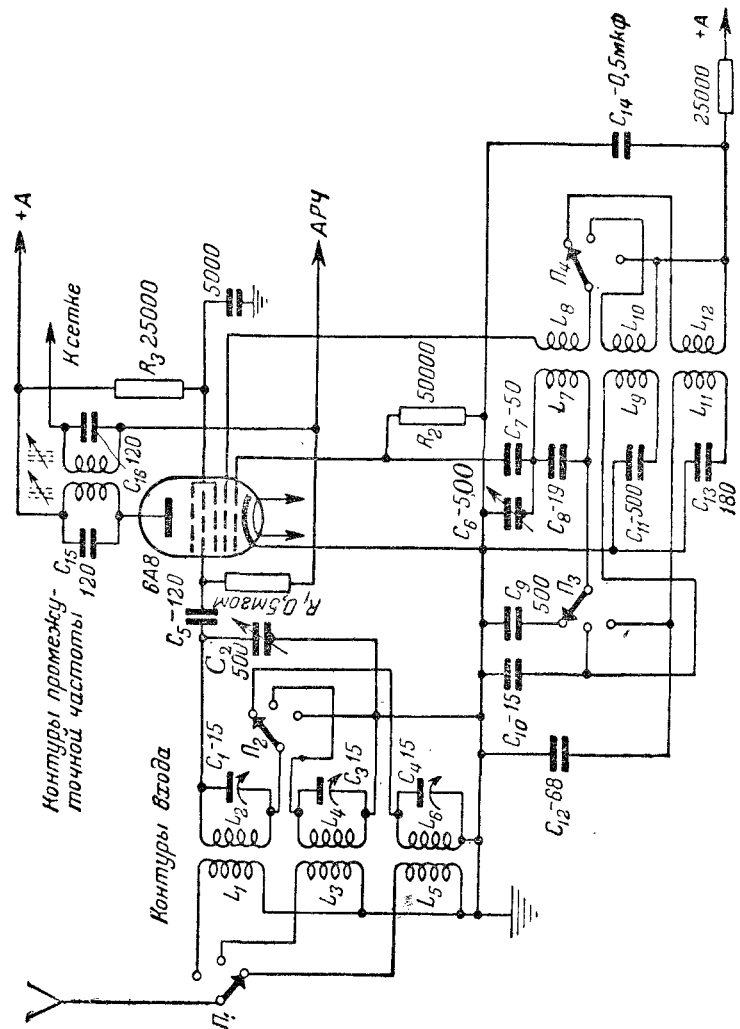 Контуры промежу-
точной частоты
C₁₅
120
6A8
C₁₆ 120
К сетке
+А
R₃ 25000
5000
АРЧ
C₅-120
R₁ 0,5мгом
R₂
50000
Контуры входа
П₁
L₁
L₂
C₁-15
П₂
C₂
500
L₃
L₄
C₃ 15
L₅
L₆
C₄ 15
C₆-500
C₇-50
C₈-19
L₇
L₈
П₄
C₁₄-0,5мкф
C₁₀-15
C₉
500
П₃
C₁₁-500
L₉
L₁₀
C₁₂-68
C₁₃
180
L₁₁
L₁₂
25000
+А